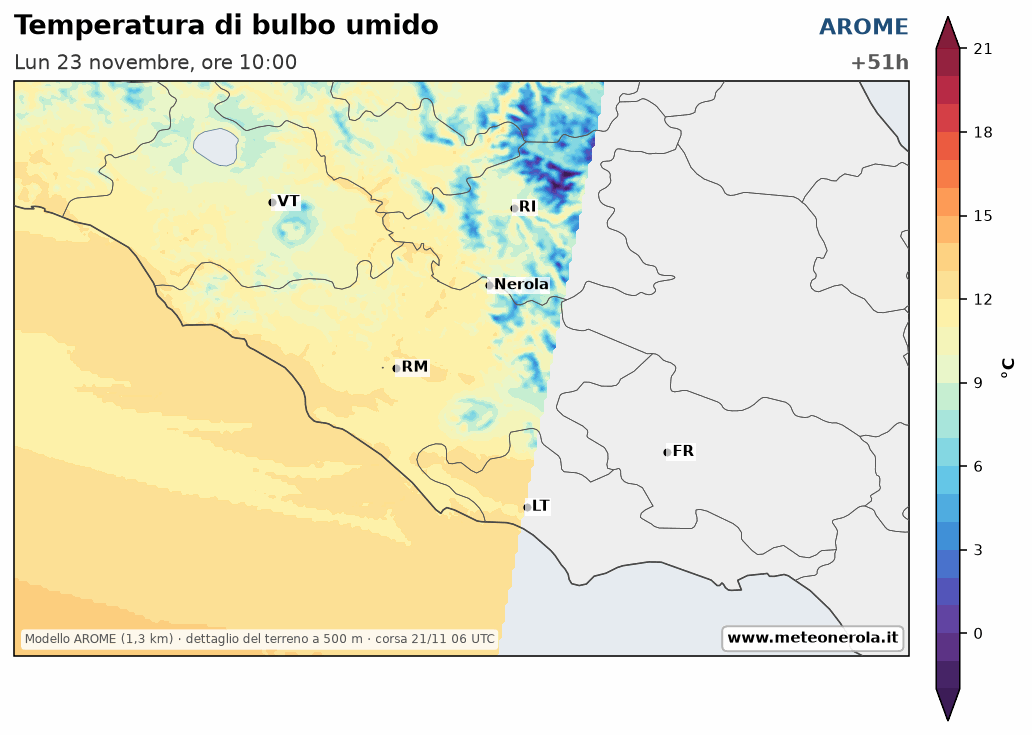 Temperatura di bulbo umido
AROME
Lun 23 novembre, ore 10:00
+51h
21
18
15
12
9
6
3
0
°C
VT
RI
Nerola
RM
FR
LT
Modello AROME (1,3 km) · dettaglio del terreno a 500 m · corsa 21/11 06 UTC
www.meteonerola.it